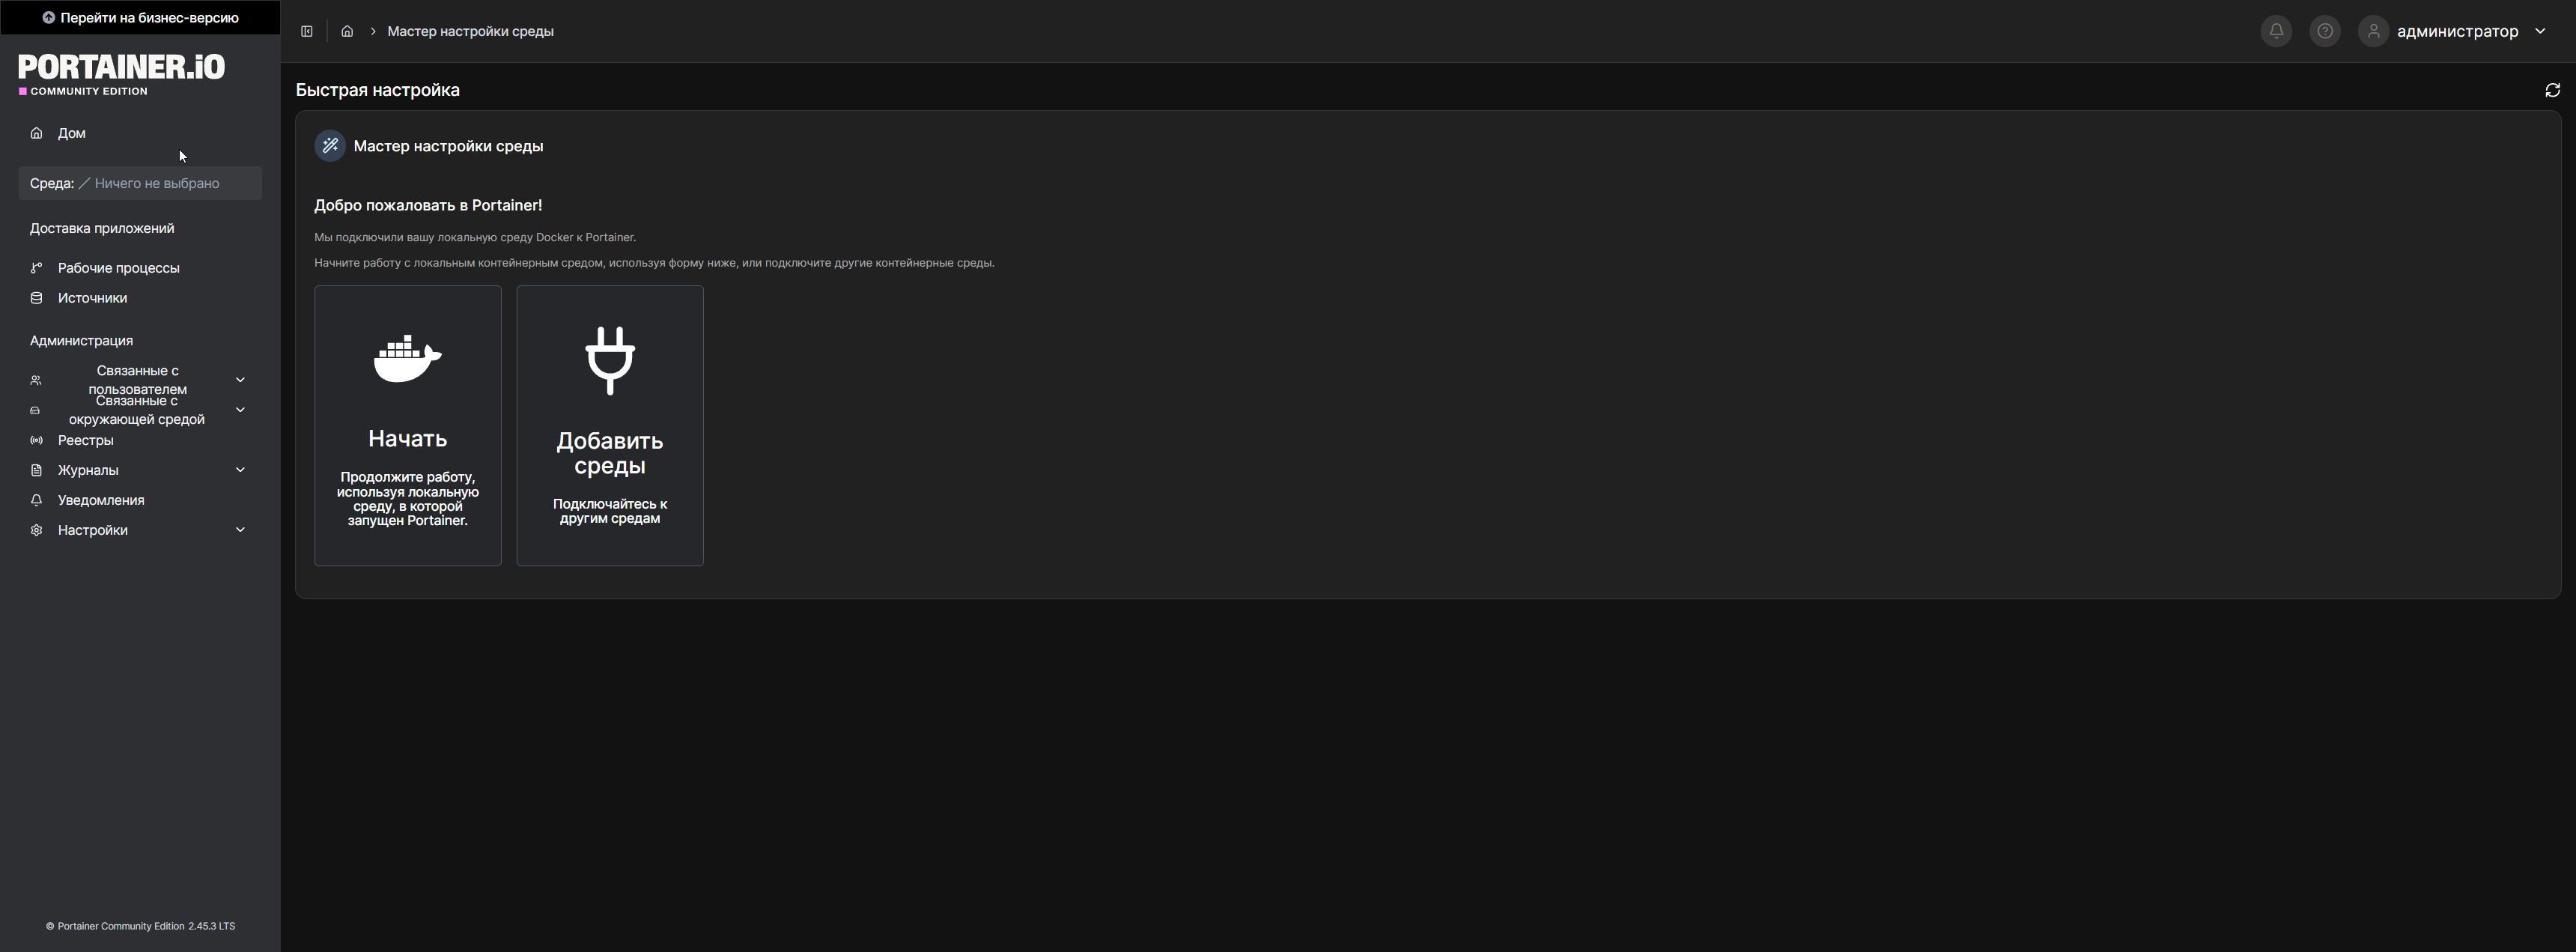 Перейти на бизнес-версию
PORTAINER.iO
COMMUNITY EDITION
Дом
Среда: / Ничего не выбрано
Доставка приложений
Рабочие процессы
Источники
Администрация
Связанные с
пользователем
Связанные с
окружающей средой
Реестры
Журналы
Уведомления
Настройки
© Portainer Community Edition 2.45.3 LTS
Мастер настройки среды
администратор
Быстрая настройка
Мастер настройки среды
Добро пожаловать в Portainer!
Мы подключили вашу локальную среду Docker к Portainer.
Начните работу с локальным контейнерным средом, используя форму ниже, или подключите другие контейнерные среды.
Начать
Продолжите работу,
используя локальную
среду, в которой
запущен Portainer.
Добавить
среды
Подключайтесь к
другим средам